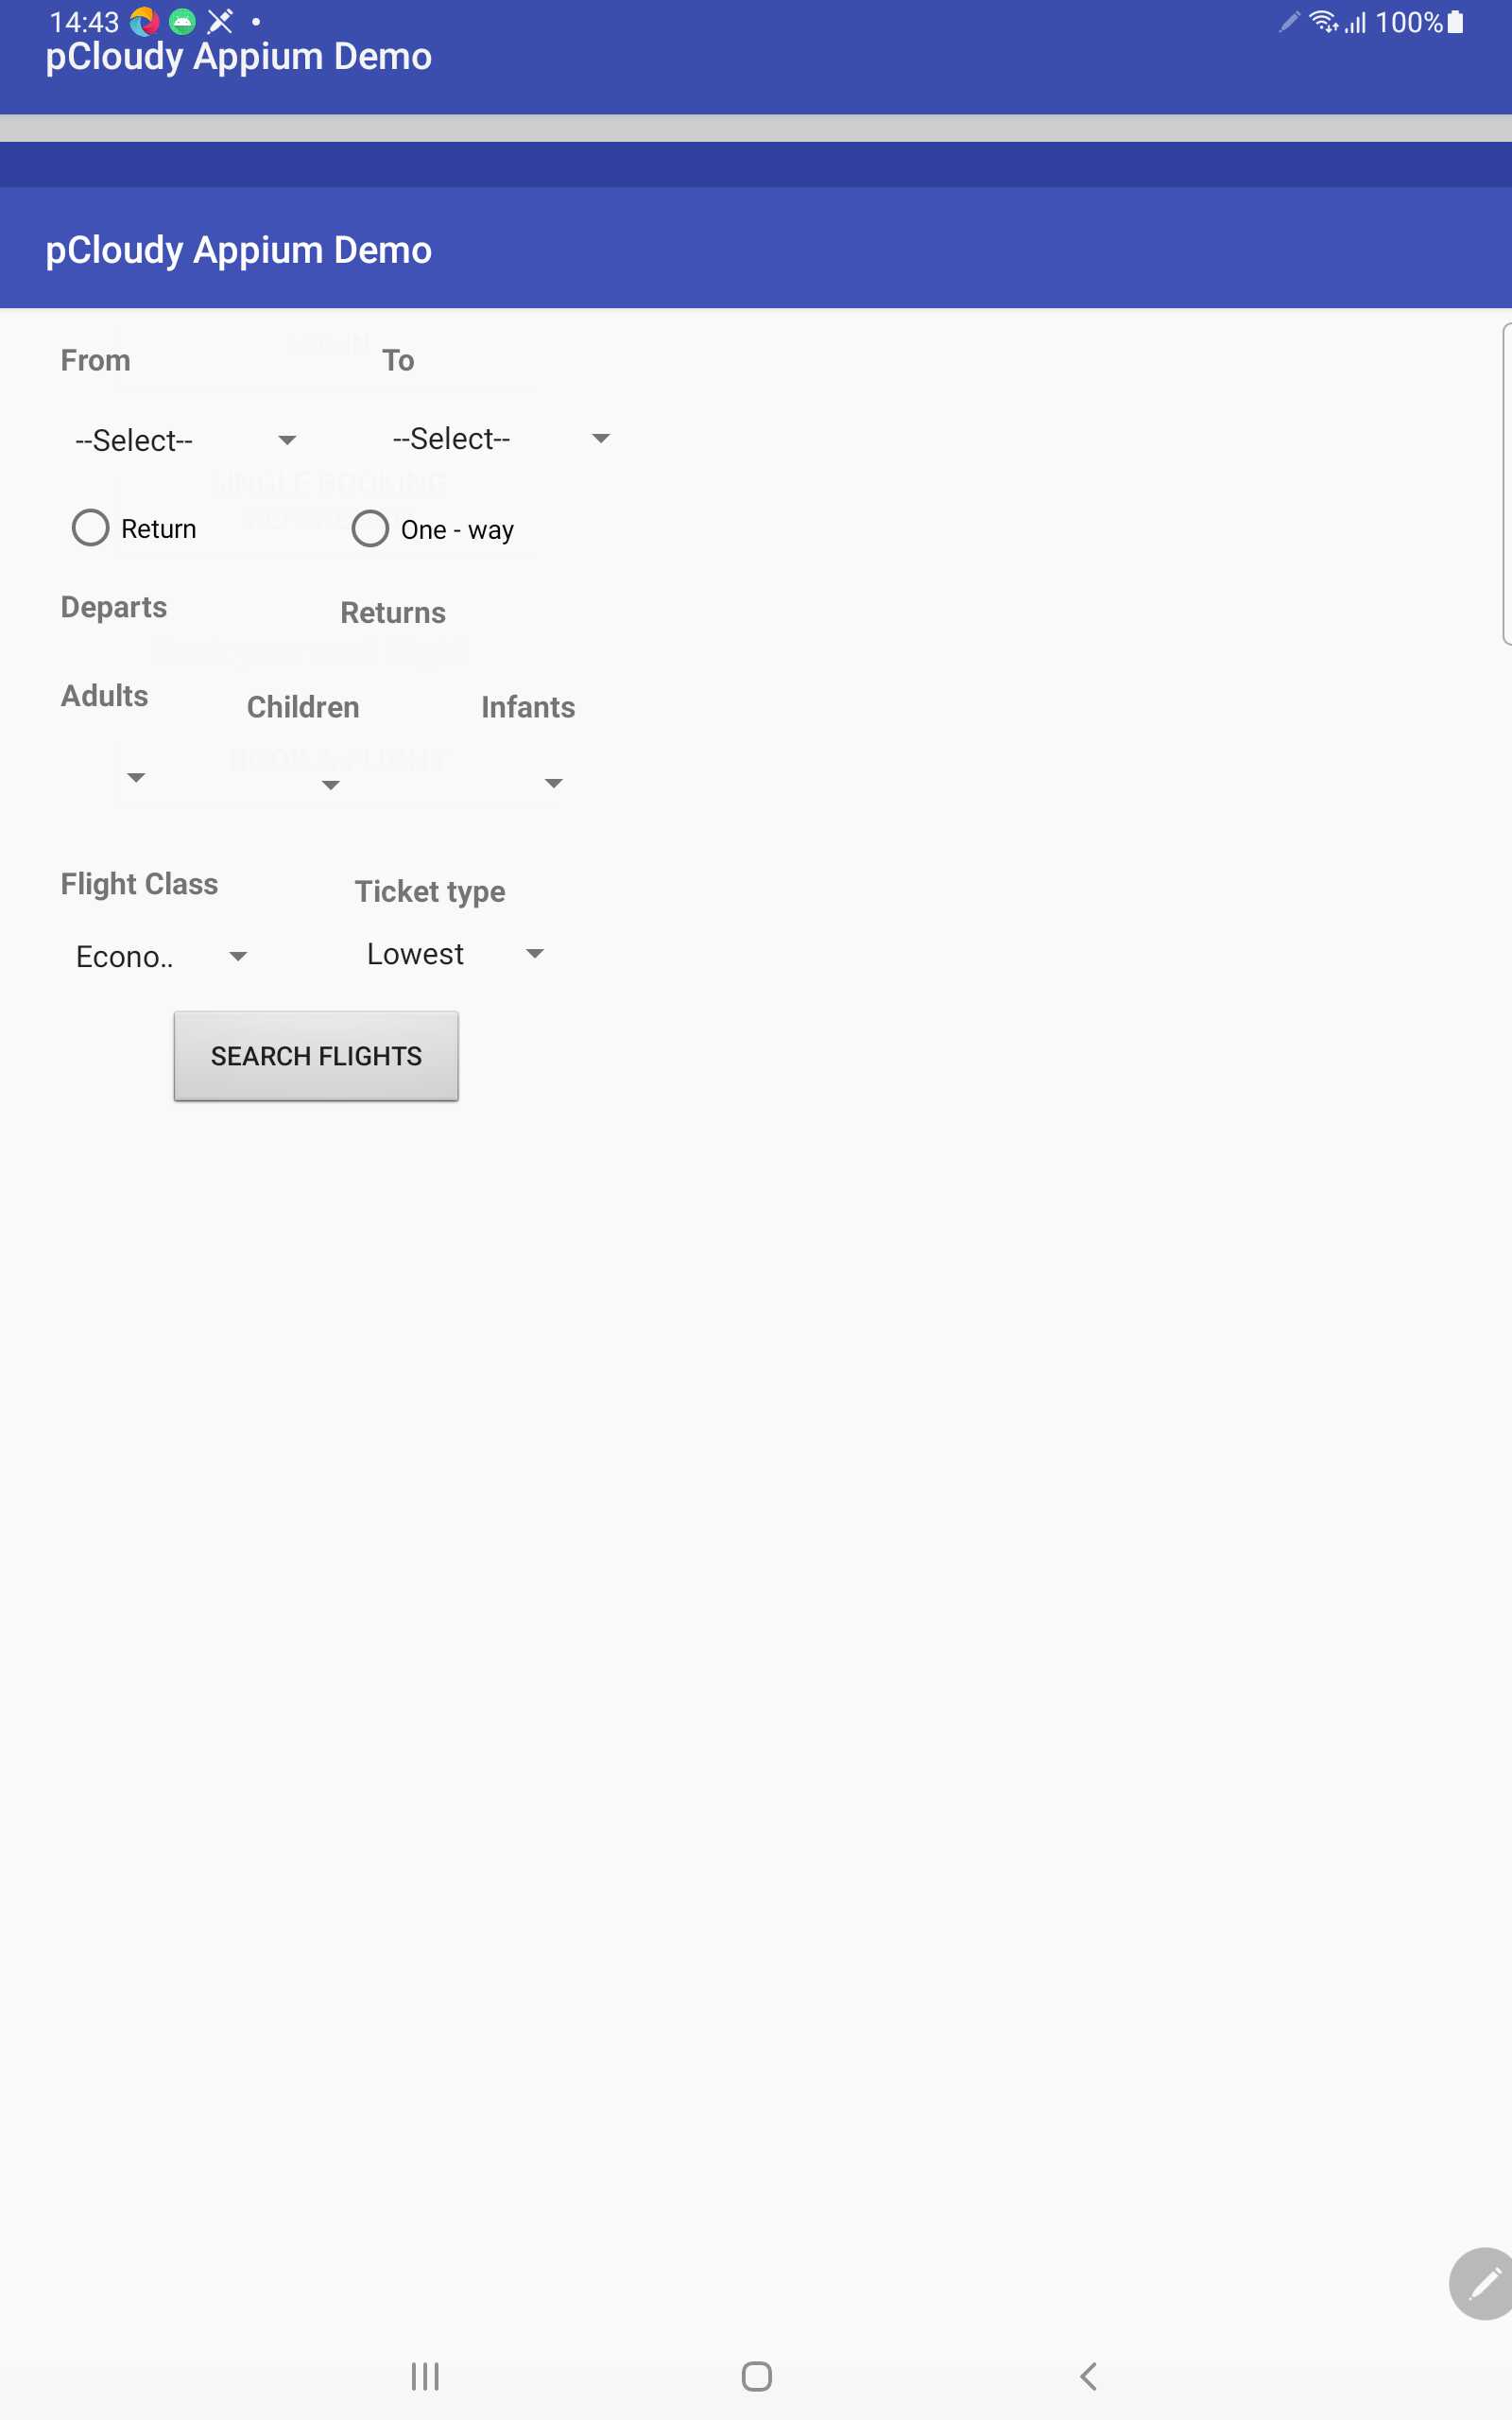 14:43 100%
pCloudy Appium Demo
pCloudy Appium Demo
From To
--Select-- --Select--
Return One - way
Departs Returns
Adults Children Infants
Flight Class Ticket type
Econo.. Lowest
SEARCH FLIGHTS